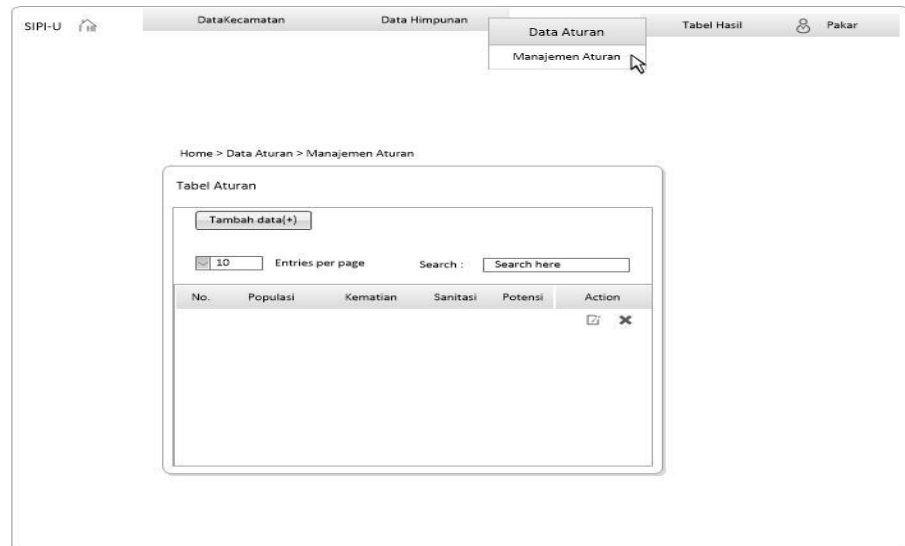 SIPI-U DataKecamatan Data Himpunan Data Aturan Tabel Hasil Pakar
Manajemen Aturan
Home > Data Aturan > Manajemen Aturan
Tabel Aturan
Tambah data(+)
10 Entries per page Search : Search here
No. Populasi Kematian Sanitasi Potensi Action